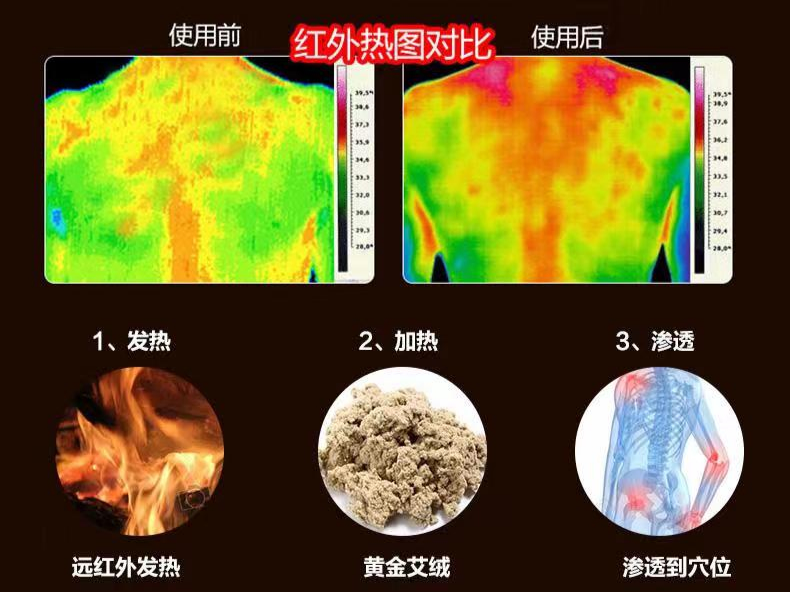 使用前
红外热图对比
使用后
39,5°
38,6
37,3
35,9
34,6
33,3
32,0
30,6
29,3
28,0°
39,5°
38,9
37,6
36,2
34,8
33,5
32,1
30,7
29,4
28,0°
1、发热
2、加热
3、渗透
远红外发热
黄金艾绒
渗透到穴位